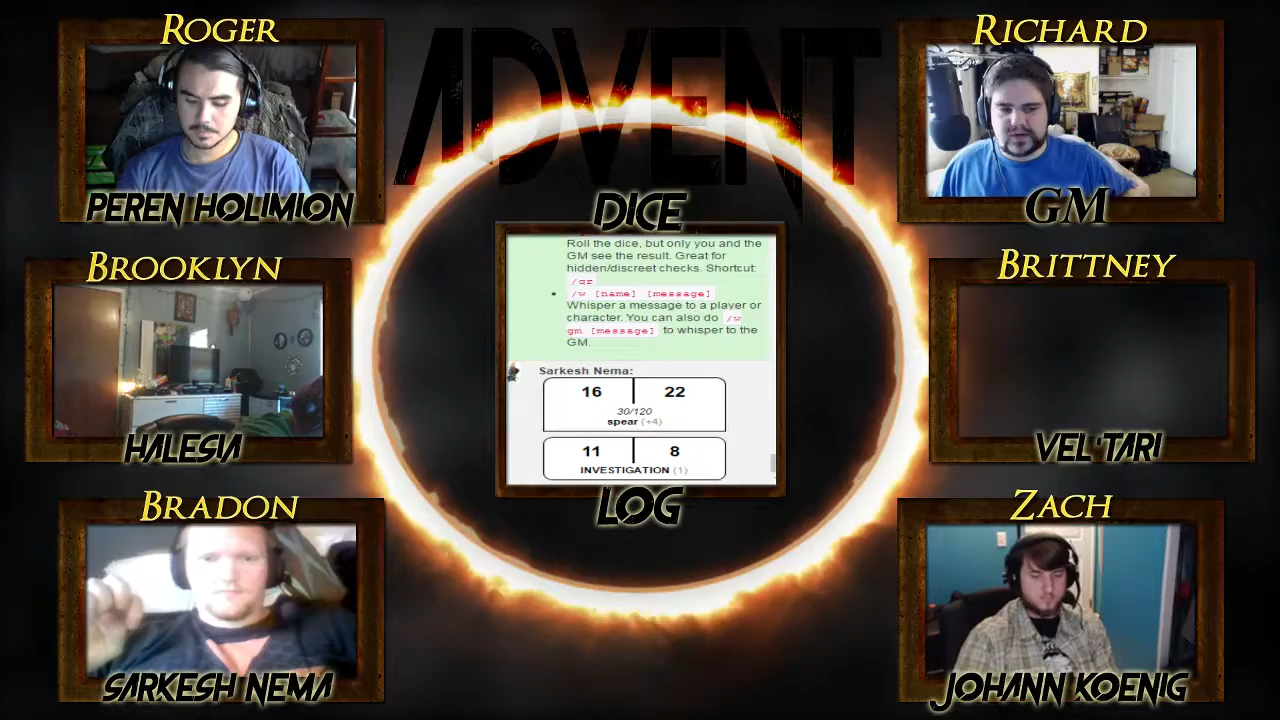 ADVENT
ROGER
PEREN HOLIMION
RICHARD
GM
BROOKLYN
HALESIA
BRITTNEY
VEL'TARI
BRADON
SARKESH NEMA
ZACH
JOHANN KOENIG
DICE
Roll the dice, but only you and the
GM see the result. Great for
hidden/discreet checks. Shortcut:
/gr
• /w [name] [message]
Whisper a message to a player or
character. You can also do /w
gm [message] to whisper to the
GM.
Sarkesh Nema:
16 22
30/120
spear (+4)
11 8
INVESTIGATION (1)
LOG